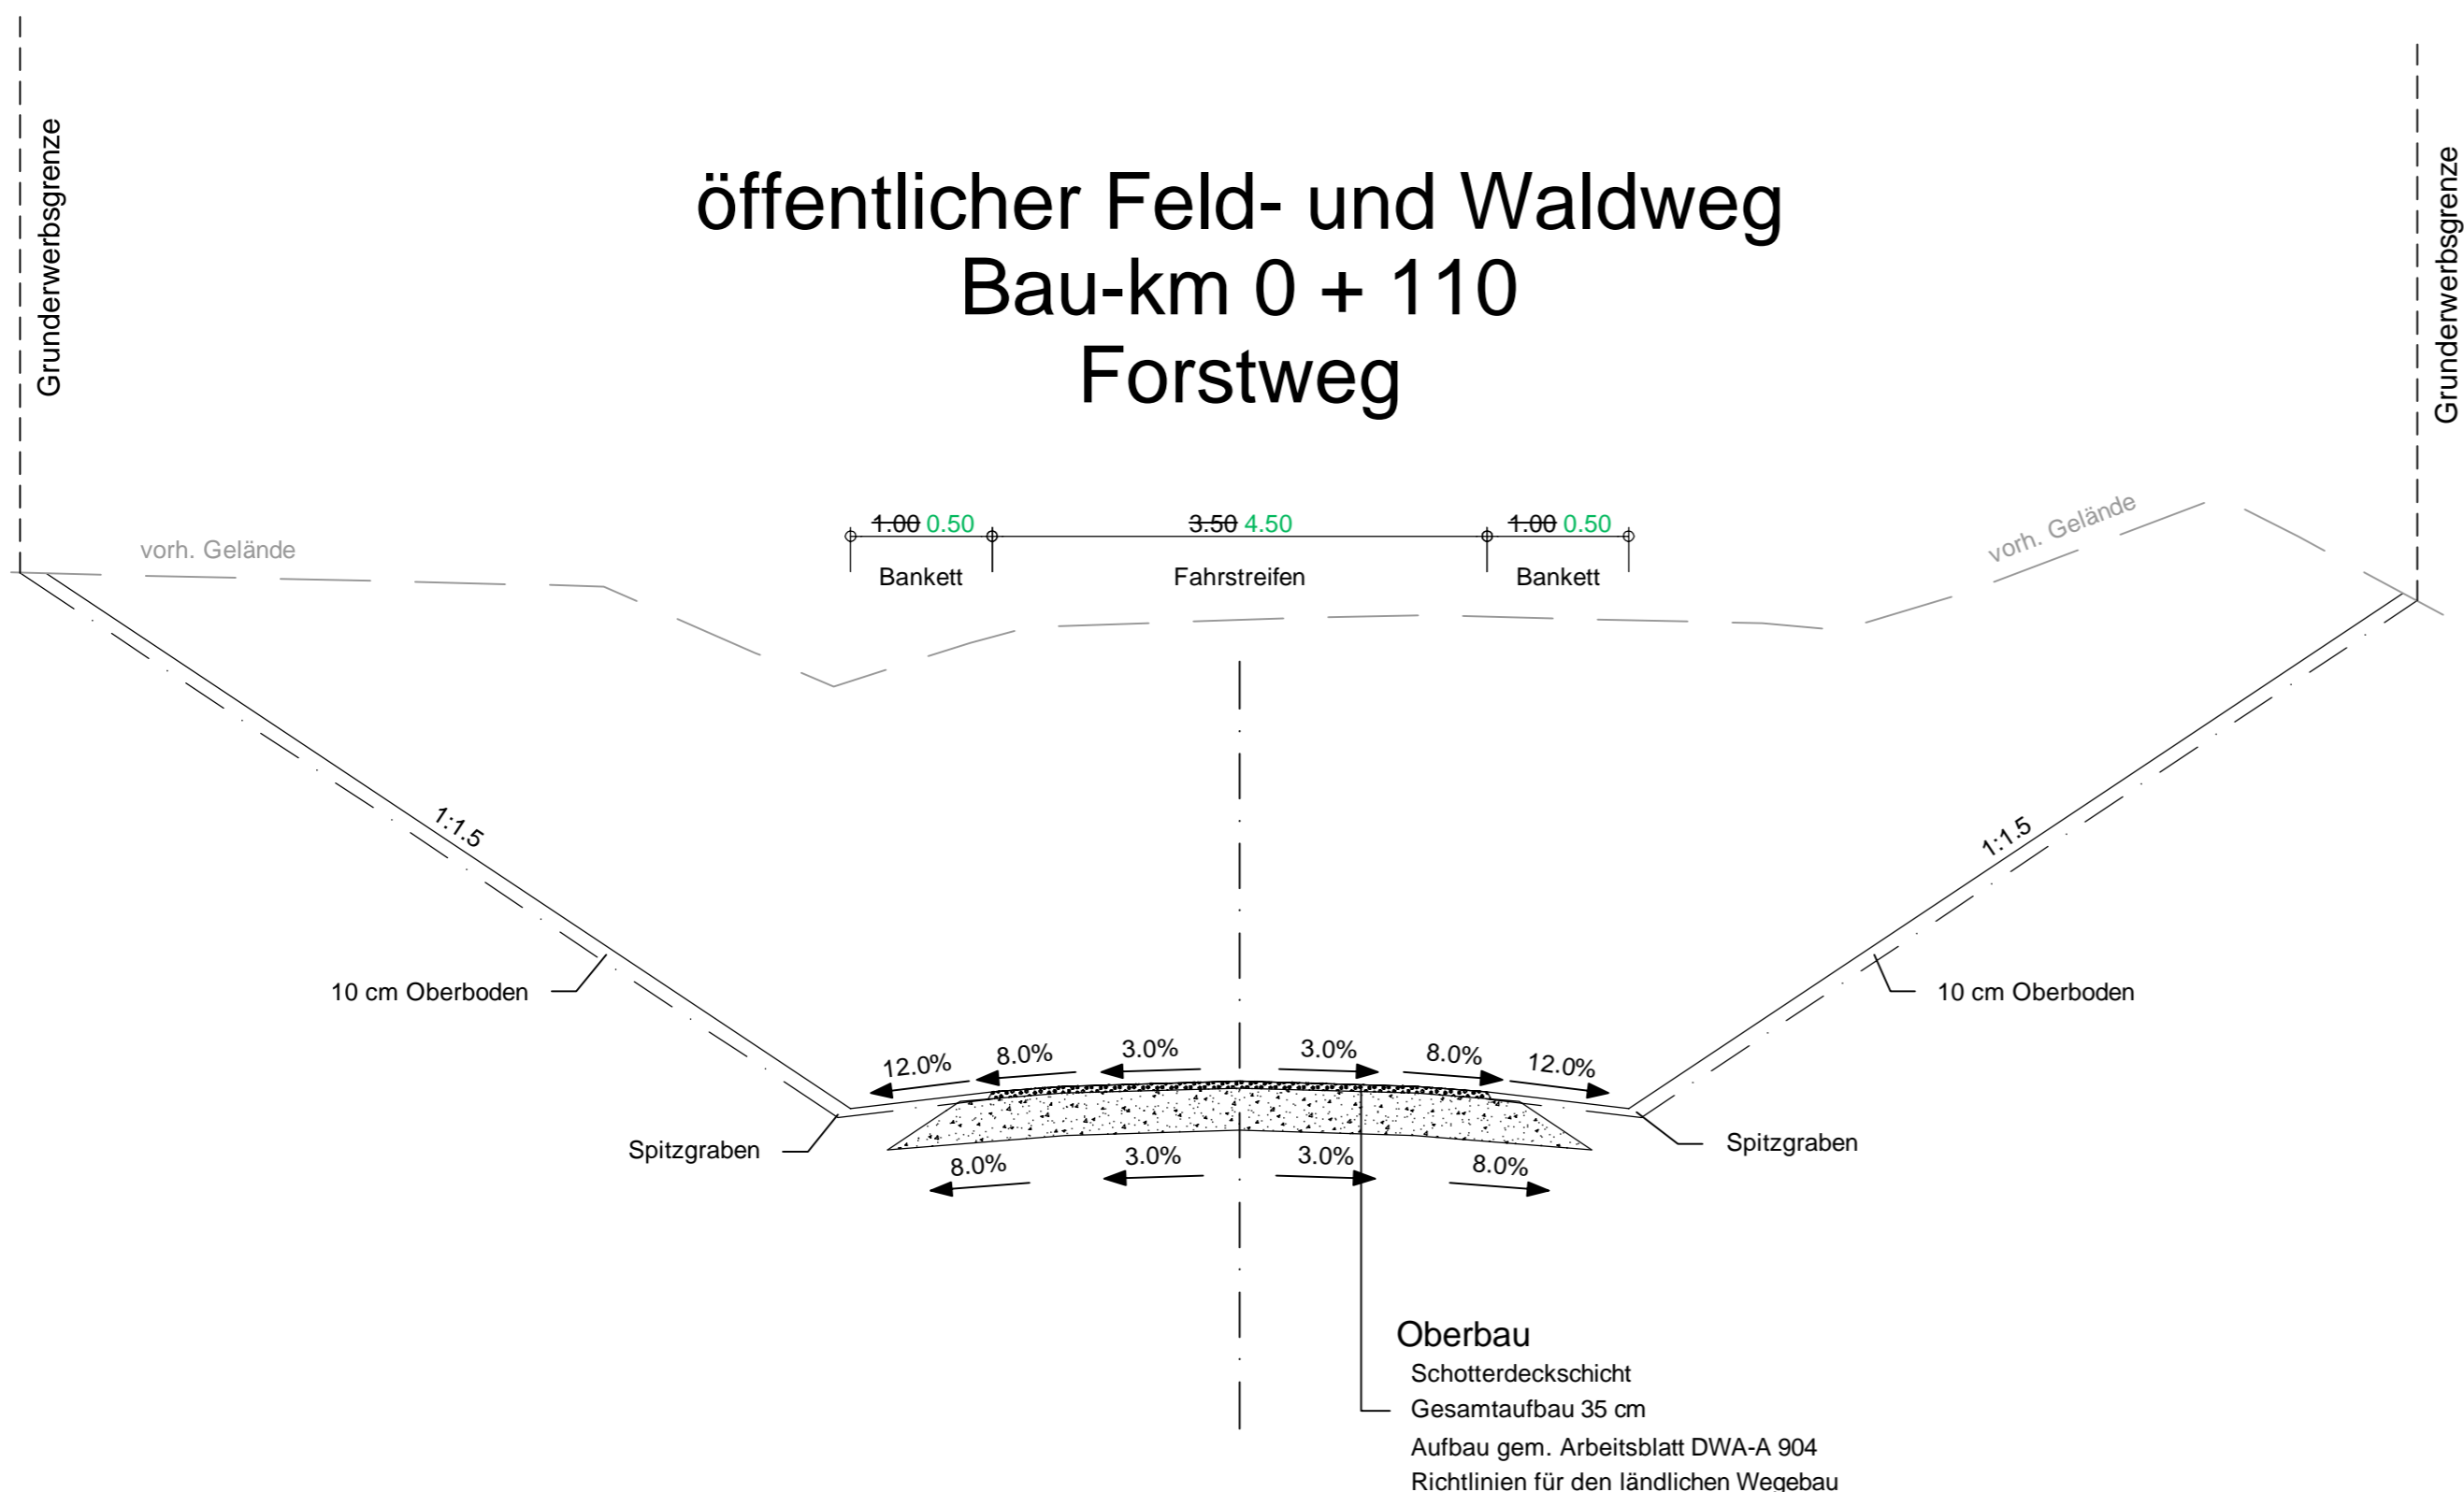 öffentlicher Feld- und Waldweg
Bau-km 0 + 110
Forstweg
Grunderwerbsgrenze
Grunderwerbsgrenze
1.00 0.50
3.50 4.50
1.00 0.50
Bankett
Fahrstreifen
Bankett
vorh. Gelände
vorh. Gelände
1:1.5
1:1.5
10 cm Oberboden
10 cm Oberboden
12.0%
8.0%
3.0%
3.0%
8.0%
12.0%
Spitzgraben
Spitzgraben
8.0%
3.0%
3.0%
8.0%
Oberbau
Schotterdeckschicht
Gesamtaufbau 35 cm
Aufbau gem. Arbeitsblatt DWA-A 904
Richtlinien für den ländlichen Wegebau